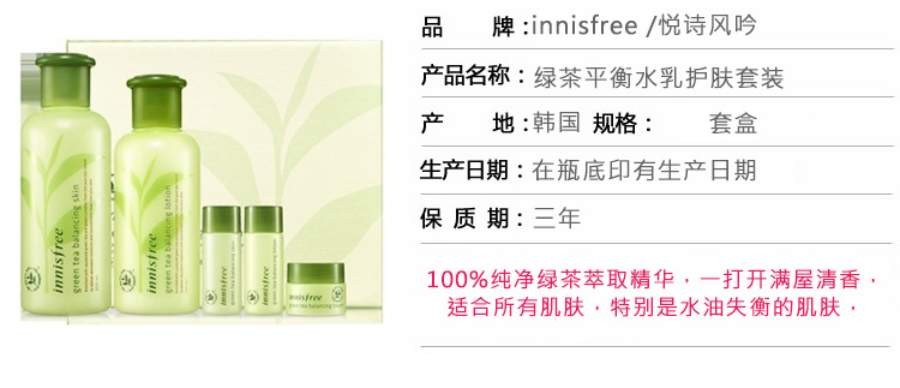 品 牌:innisfree /悦诗风吟
产品名称：绿茶平衡水乳护肤套装
产 地:韩国 规格： 套盒
生产日期：在瓶底印有生产日期
保 质 期：三年
100%纯净绿茶萃取精华，一打开满屋清香，
适合所有肌肤，特别是水油失衡的肌肤，
innisfree
green tea balancing skin
innisfree
green tea balancing lotion
innisfree
innisfree
innisfree